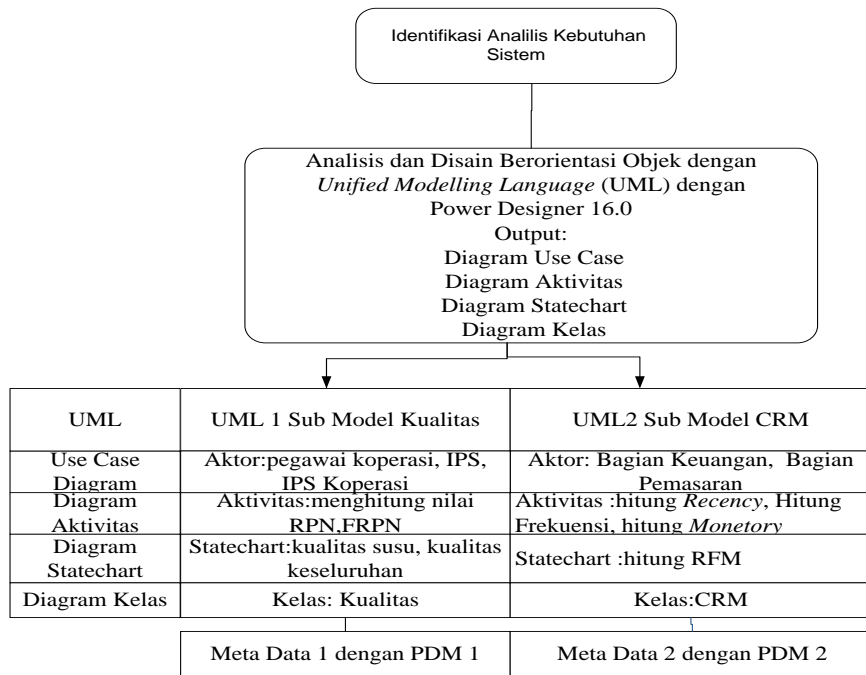 Identifikasi Analilis Kebutuhan
Sistem
Analisis dan Disain Berorientasi Objek dengan
Unified Modelling Language (UML) dengan
Power Designer 16.0
Output:
Diagram Use Case
Diagram Aktivitas
Diagram Statechart
Diagram Kelas
UML
UML 1 Sub Model Kualitas
UML2 Sub Model CRM
Use Case
Diagram
Aktor:pegawai koperasi, IPS,
IPS Koperasi
Aktor: Bagian Keuangan, Bagian
Pemasaran
Diagram
Aktivitas
Aktivitas:menghitung nilai
RPN,FRPN
Aktivitas :hitung Recency, Hitung
Frekuensi, hitung Monetory
Diagram
Statechart
Statechart:kualitas susu, kualitas
keseluruhan
Statechart :hitung RFM
Diagram Kelas
Kelas: Kualitas
Kelas:CRM
Meta Data 1 dengan PDM 1
Meta Data 2 dengan PDM 2